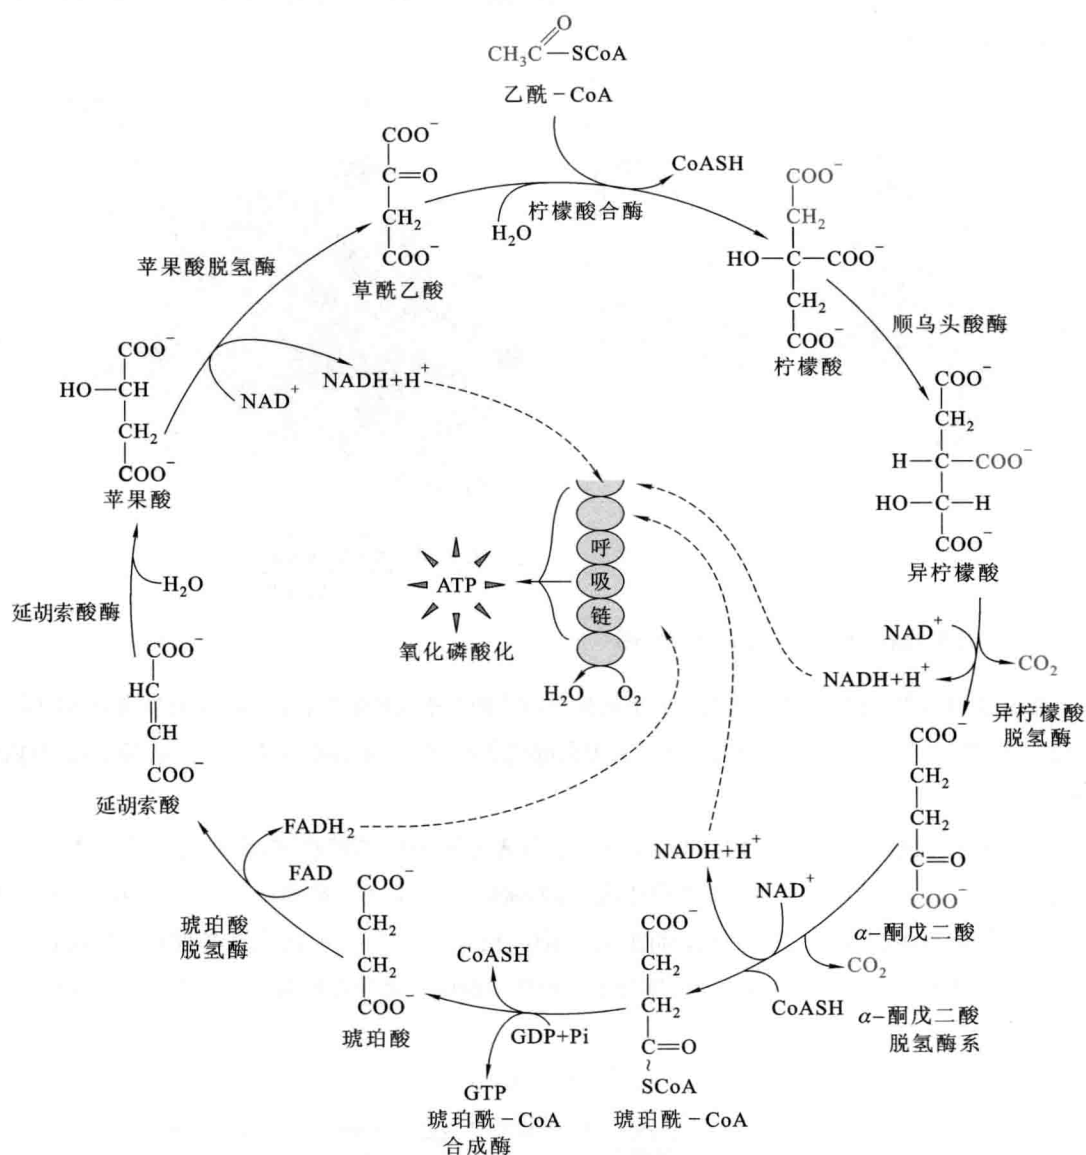 O
CH₃C—SCoA
乙酰-CoA
COO⁻
C=O
CH₂
COO⁻
草酰乙酸
H₂O
柠檬酸合酶
CoASH
COO⁻
CH₂
HO—C—COO⁻
CH₂
COO⁻
柠檬酸
顺乌头酸酶
COO⁻
CH₂
H—C—COO⁻
HO—C—H
COO⁻
异柠檬酸
NAD⁺
CO₂
NADH+H⁺
异柠檬酸
脱氢酶
COO⁻
CH₂
CH₂
C=O
COO⁻
α-酮戊二酸
NADH+H⁺
NAD⁺
CO₂
CoASH
α-酮戊二酸
脱氢酶系
COO⁻
CH₂
CH₂
C=O
SCoA
琥珀酰-CoA
CoASH
GDP+Pi
GTP
琥珀酰-CoA
合成酶
COO⁻
CH₂
CH₂
COO⁻
琥珀酸
FADH₂
FAD
琥珀酸
脱氢酶
COO⁻
HC
CH
COO⁻
延胡索酸
H₂O
延胡索酸酶
COO⁻
HO—CH
CH₂
COO⁻
苹果酸
苹果酸脱氢酶
NAD⁺
NADH+H⁺
呼
吸
链
ATP
氧化磷酸化
H₂O
O₂